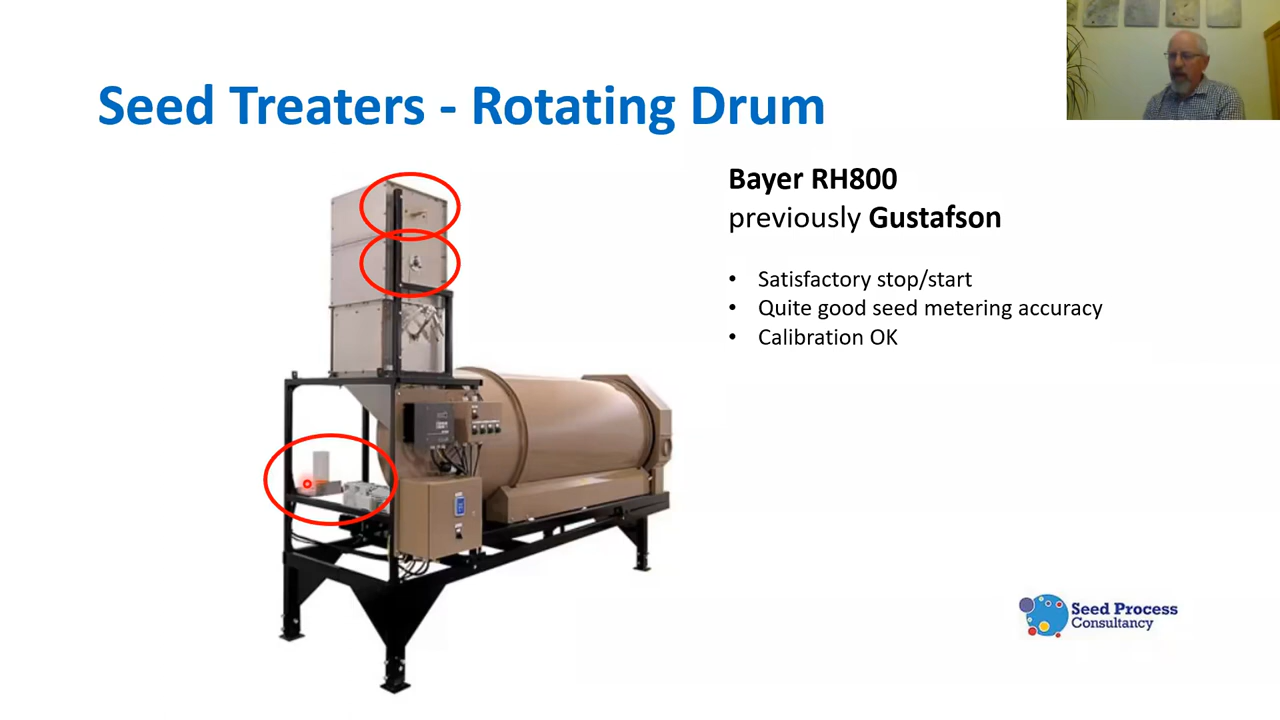 Seed Treaters - Rotating Drum
Bayer RH800
previously Gustafson
• Satisfactory stop/start
• Quite good seed metering accuracy
• Calibration OK
Seed Process
Consultancy